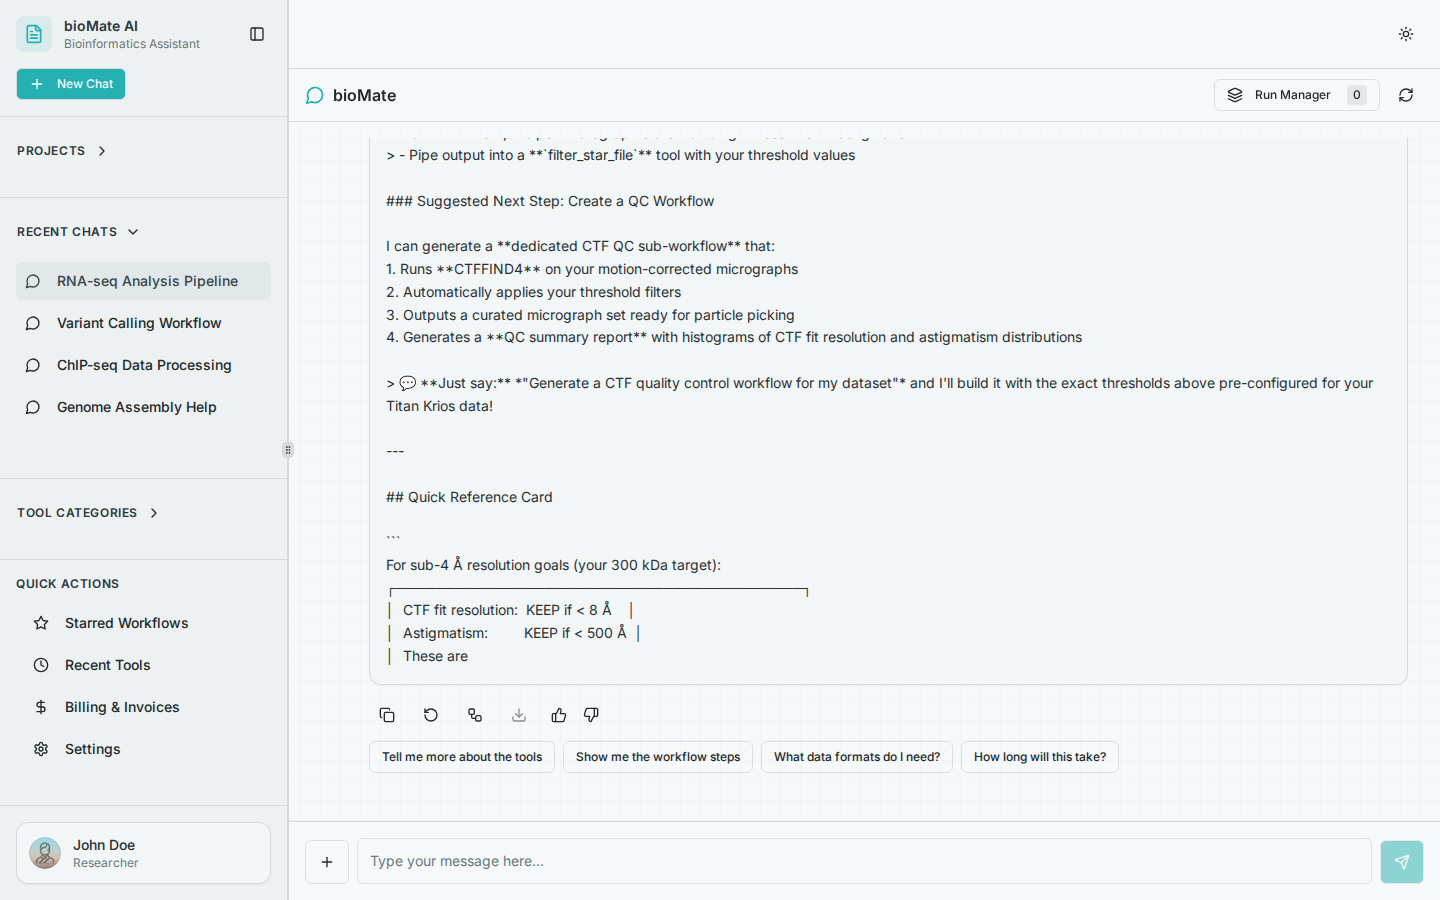 bioMate AI
Bioinformatics Assistant
New Chat
PROJECTS
RECENT CHATS
RNA-seq Analysis Pipeline
Variant Calling Workflow
ChIP-seq Data Processing
Genome Assembly Help
TOOL CATEGORIES
QUICK ACTIONS
Starred Workflows
Recent Tools
Billing & Invoices
Settings
John Doe
Researcher
bioMate
Run Manager 0
> - Pipe output into a **`filter_star_file`** tool with your threshold values
### Suggested Next Step: Create a QC Workflow
I can generate a **dedicated CTF QC sub-workflow** that:
1. Runs **CTFFIND4** on your motion-corrected micrographs
2. Automatically applies your threshold filters
3. Outputs a curated micrograph set ready for particle picking
4. Generates a **QC summary report** with histograms of CTF fit resolution and astigmatism distributions
> 💬 **Just say:** *"Generate a CTF quality control workflow for my dataset"* and I'll build it with the exact thresholds above pre-configured for your
Titan Krios data!
---
## Quick Reference Card
```
For sub-4 Å resolution goals (your 300 kDa target):
┌─────────────────────────────────────────────┐
│ CTF fit resolution: KEEP if < 8 Å │
│ Astigmatism: KEEP if < 500 Å │
│ These are
Tell me more about the tools
Show me the workflow steps
What data formats do I need?
How long will this take?
Type your message here...